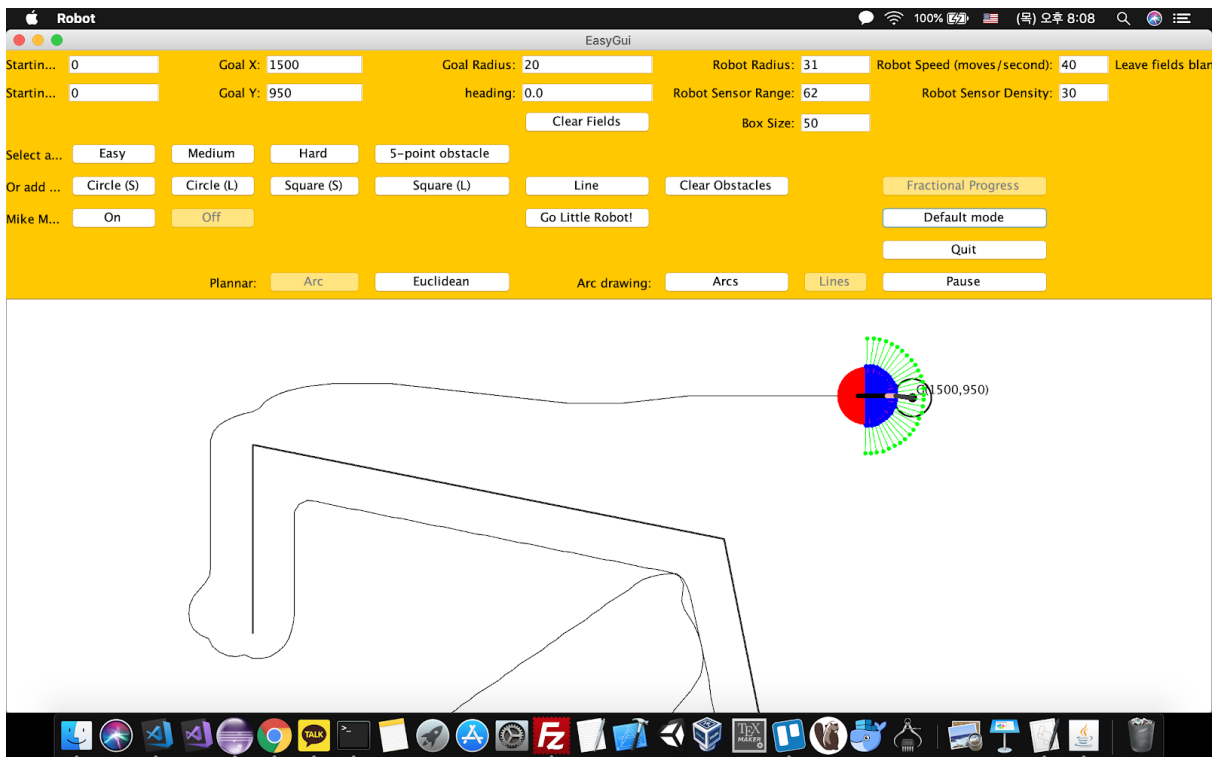 Robot 100% (목) 오후 8:08
EasyGui
Startin... 0 Goal X: 1500 Goal Radius: 20 Robot Radius: 31 Robot Speed (moves/second): 40 Leave fields blan
Startin... 0 Goal Y: 950 heading: 0.0 Robot Sensor Range: 62 Robot Sensor Density: 30
Clear Fields Box Size: 50
Select a... Easy Medium Hard 5-point obstacle
Or add ... Circle (S) Circle (L) Square (S) Square (L) Line Clear Obstacles Fractional Progress
Mike M... On Off Go Little Robot! Default mode
Quit
Plannar: Arc Euclidean Arc drawing: Arcs Lines Pause
G(1500,950)
TALK
TEX
MAKER